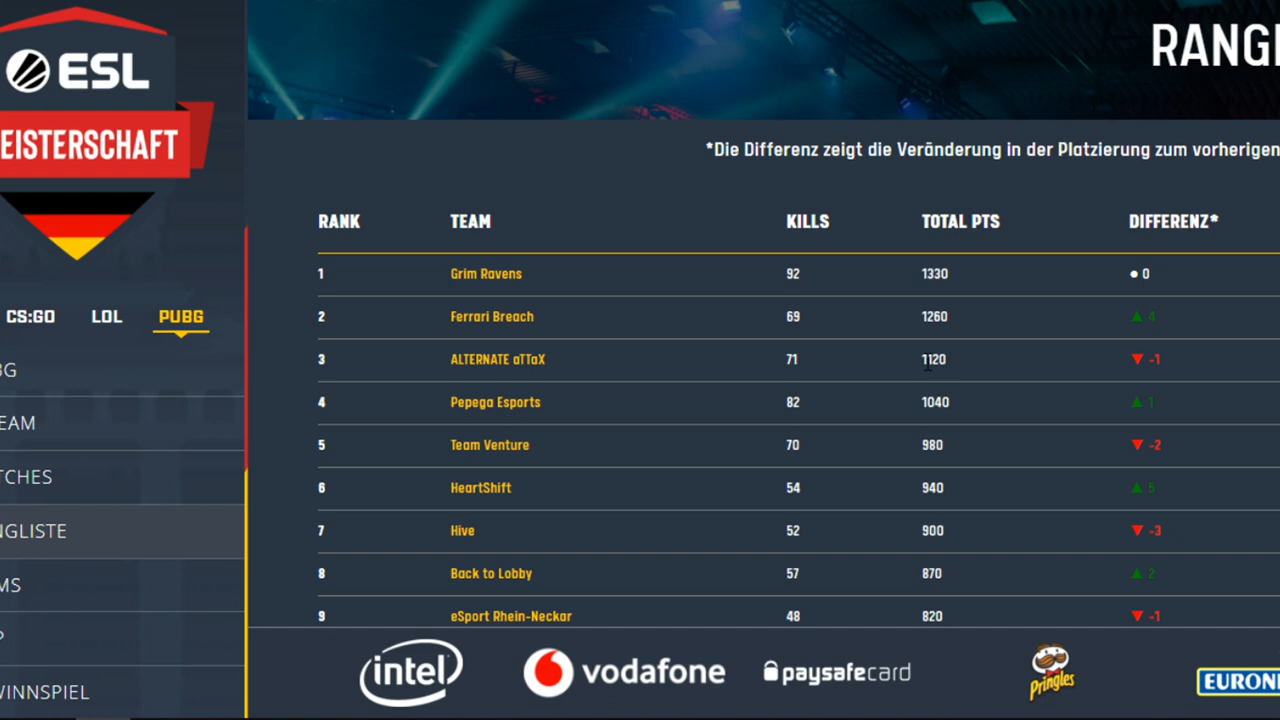 ESL
EISTERSCHAFT
CS:GO LOL PUBG
BG
EAM
TCHES
NGLISTE
MS
P
WINNSPIEL
RANGI
*Die Differenz zeigt die Veränderung in der Platzierung zum vorherigen
RANK TEAM KILLS TOTAL PTS DIFFERENZ*
1 Grim Ravens 92 1330 ● 0
2 Ferrari Breach 69 1260 ▲ 4
3 ALTERNATE aTTaX 71 1120 ▼ -1
4 Pepega Esports 82 1040 ▲ 1
5 Team Venture 70 980 ▼ -2
6 HeartShift 54 940 ▲ 5
7 Hive 52 900 ▼ -3
8 Back to Lobby 57 870 ▲ 2
9 eSport Rhein-Neckar 48 820 ▼ -1
intel vodafone paysafecard Pringles EURON